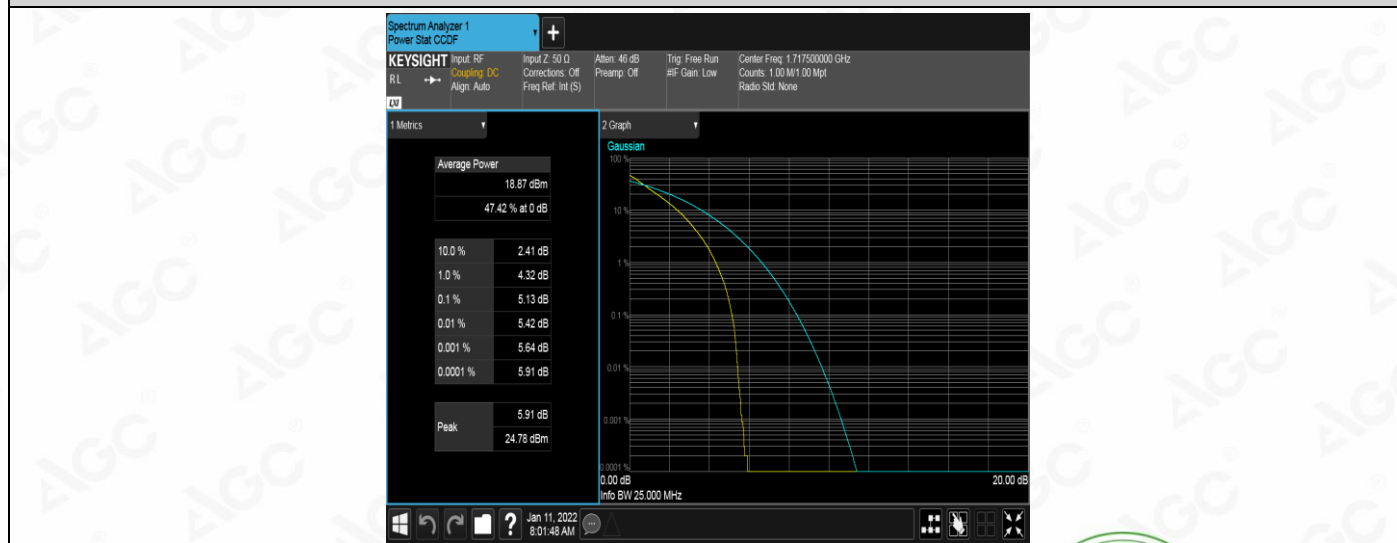 Spectrum Analyzer 1
Power Stat CCDF
+
KEYSIGHT
RL
LXI
Input: RF
Coupling: DC
Align: Auto
Input Z: 50 Ω
Corrections: Off
Freq Ref: Int (S)
Atten: 46 dB
Preamp: Off
Trig: Free Run
#IF Gain: Low
Center Freq: 1.717500000 GHz
Counts: 1.00 M/1.00 Mpt
Radio Std: None
1 Metrics
Average Power
18.87 dBm
47.42 % at 0 dB
10.0 % 2.41 dB
1.0 % 4.32 dB
0.1 % 5.13 dB
0.01 % 5.42 dB
0.001 % 5.64 dB
0.0001 % 5.91 dB
Peak 5.91 dB
24.78 dBm
2 Graph
Gaussian
100 %
10 %
1 %
0.1 %
0.01 %
0.001 %
0.0001 %
0.00 dB 20.00 dB
Info BW 25.000 MHz
?
Jan 11, 2022
8:01:48 AM
AGC